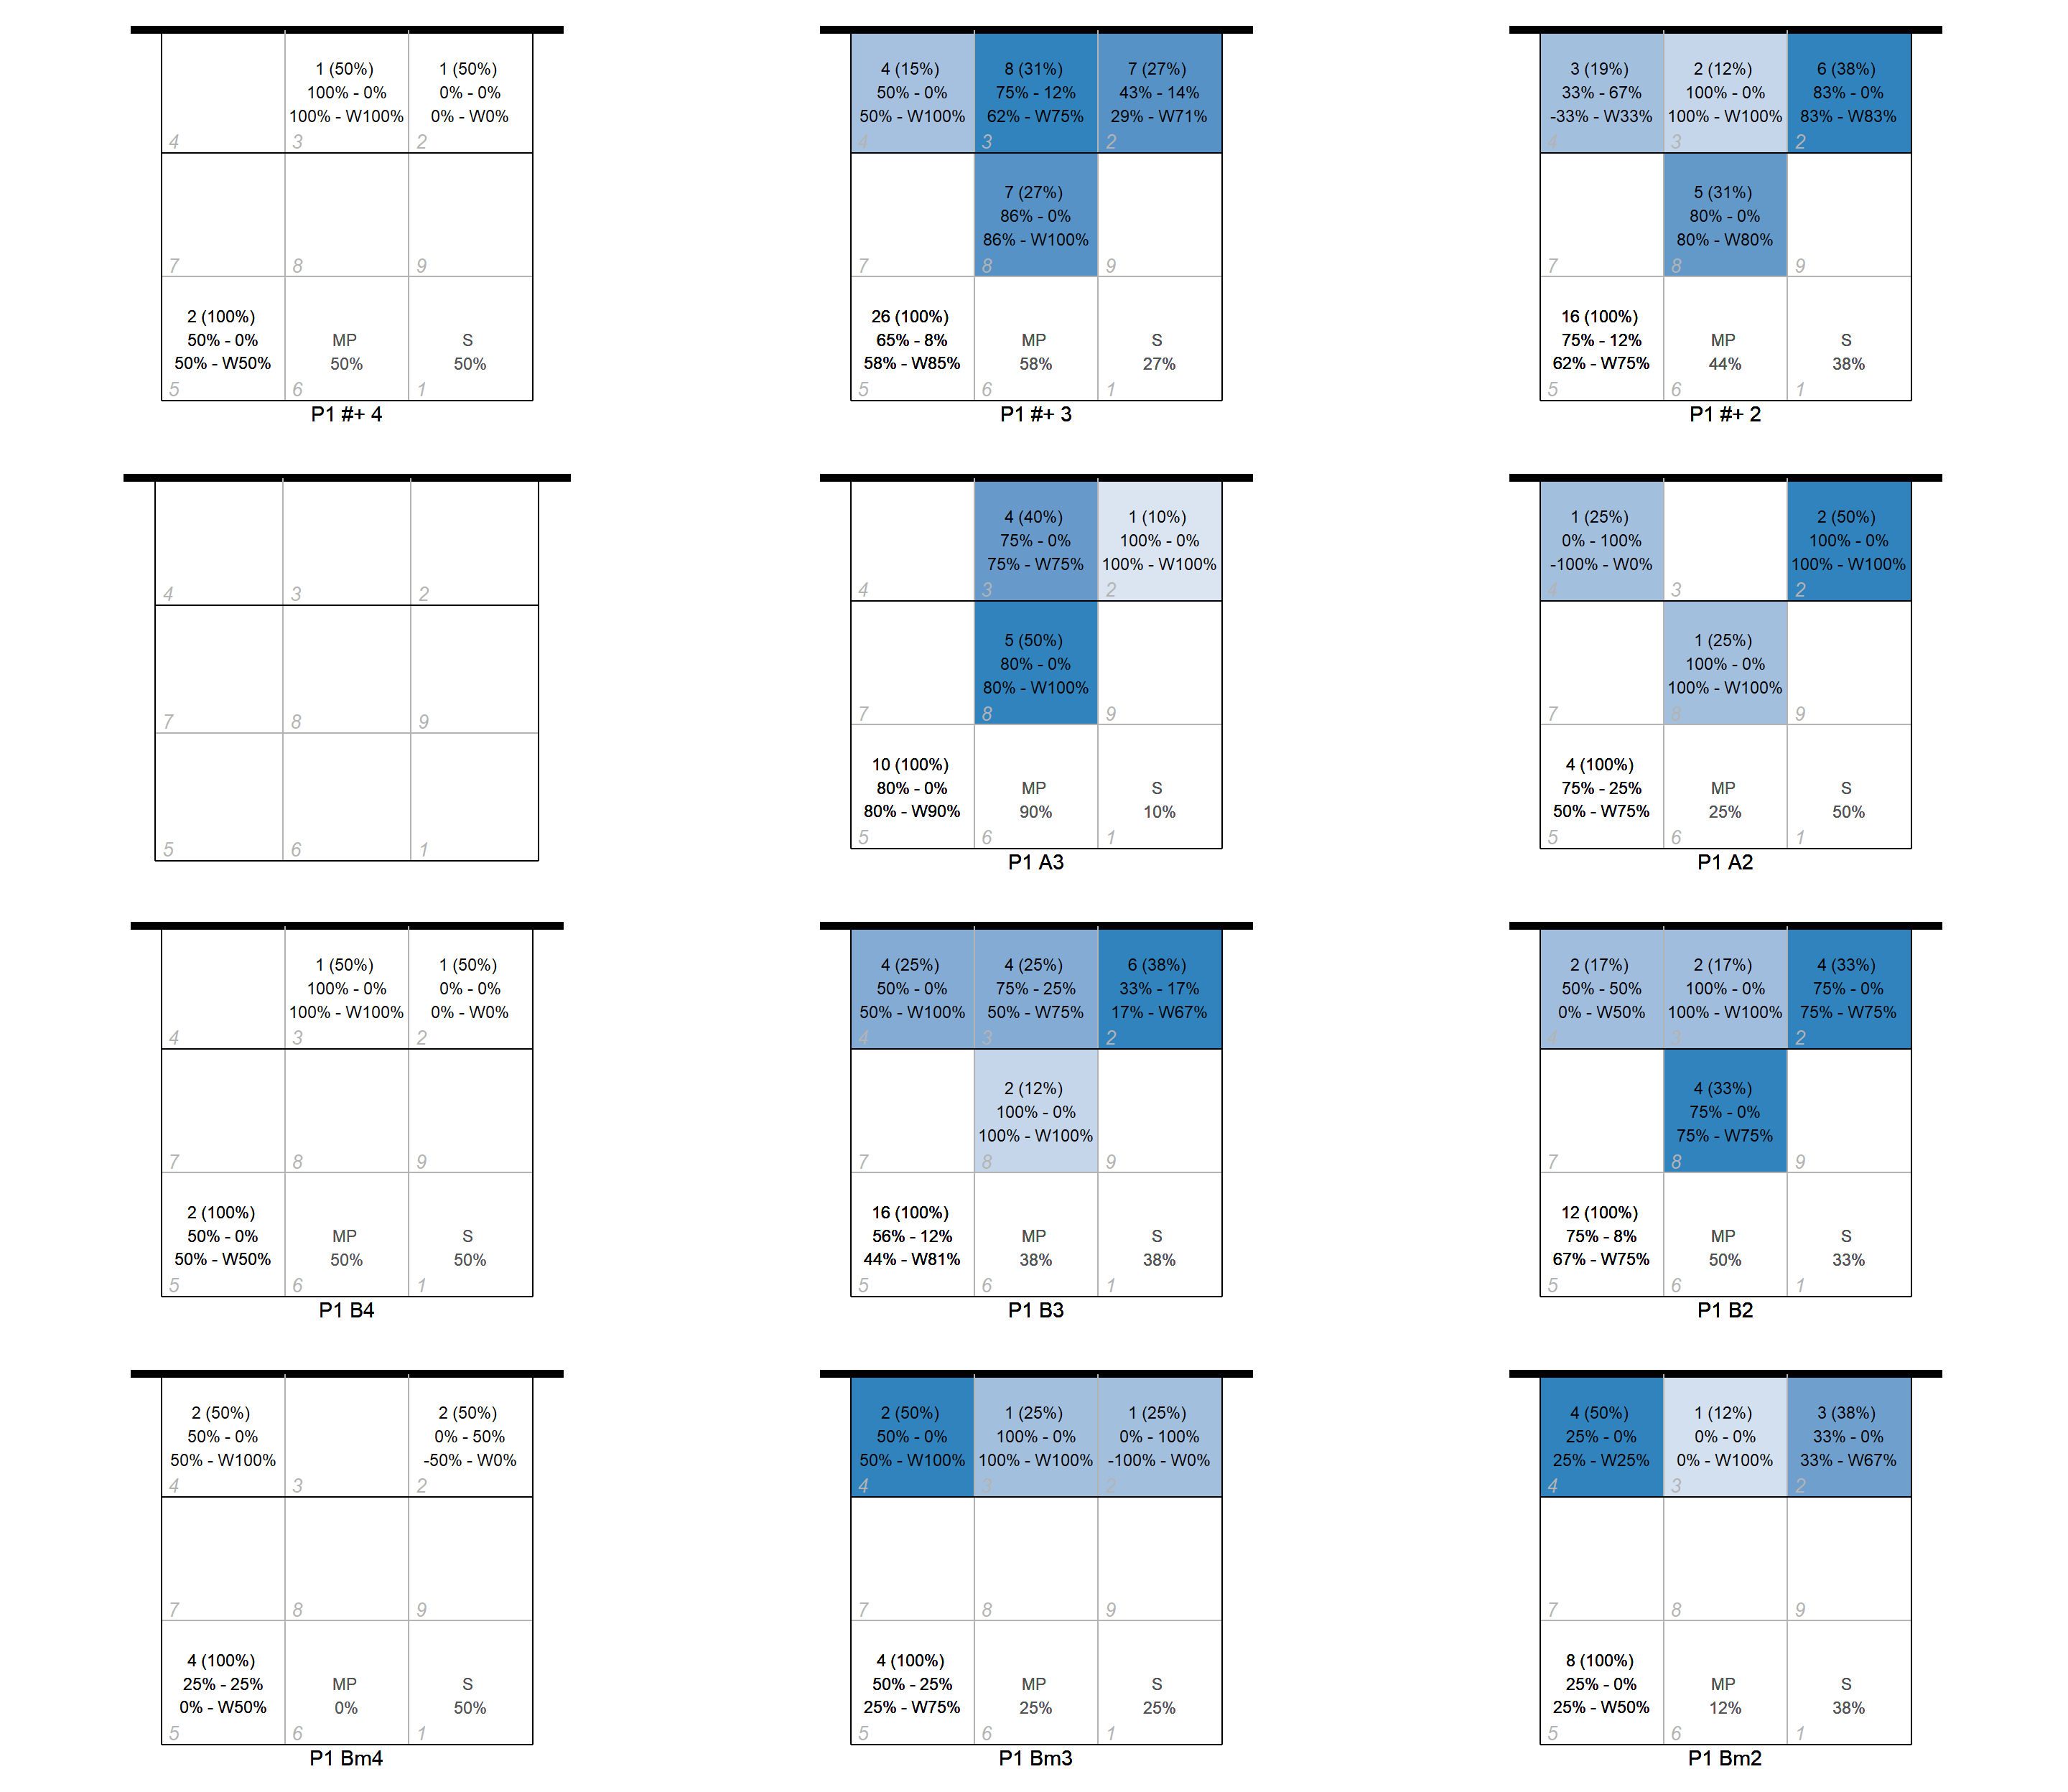 1 (50%)
100% - 0%
100% - W100%
1 (50%)
0% - 0%
0% - W0%
4
3
2
7
8
9
2 (100%)
50% - 0%
50% - W50%
MP
50%
S
50%
5
6
1
P1 #+ 4
4 (15%)
50% - 0%
50% - W100%
8 (31%)
75% - 12%
62% - W75%
7 (27%)
43% - 14%
29% - W71%
4
3
2
7 (27%)
86% - 0%
86% - W100%
7
8
9
26 (100%)
65% - 8%
58% - W85%
MP
58%
S
27%
5
6
1
P1 #+ 3
3 (19%)
33% - 67%
-33% - W33%
2 (12%)
100% - 0%
100% - W100%
6 (38%)
83% - 0%
83% - W83%
4
3
2
5 (31%)
80% - 0%
80% - W80%
7
8
9
16 (100%)
75% - 12%
62% - W75%
MP
44%
S
38%
5
6
1
P1 #+ 2
4
3
2
7
8
9
5
6
1
4 (40%)
75% - 0%
75% - W75%
1 (10%)
100% - 0%
100% - W100%
4
3
2
5 (50%)
80% - 0%
80% - W100%
7
8
9
10 (100%)
80% - 0%
80% - W90%
MP
90%
S
10%
5
6
1
P1 A3
1 (25%)
0% - 100%
-100% - W0%
2 (50%)
100% - 0%
100% - W100%
4
3
2
1 (25%)
100% - 0%
100% - W100%
7
8
9
4 (100%)
75% - 25%
50% - W75%
MP
25%
S
50%
5
6
1
P1 A2
1 (50%)
100% - 0%
100% - W100%
1 (50%)
0% - 0%
0% - W0%
4
3
2
7
8
9
2 (100%)
50% - 0%
50% - W50%
MP
50%
S
50%
5
6
1
P1 B4
4 (25%)
50% - 0%
50% - W100%
4 (25%)
75% - 25%
50% - W75%
6 (38%)
33% - 17%
17% - W67%
4
3
2
2 (12%)
100% - 0%
100% - W100%
7
8
9
16 (100%)
56% - 12%
44% - W81%
MP
38%
S
38%
5
6
1
P1 B3
2 (17%)
50% - 50%
0% - W50%
2 (17%)
100% - 0%
100% - W100%
4 (33%)
75% - 0%
75% - W75%
4
3
2
4 (33%)
75% - 0%
75% - W75%
7
8
9
12 (100%)
75% - 8%
67% - W75%
MP
50%
S
33%
5
6
1
P1 B2
2 (50%)
50% - 0%
50% - W100%
2 (50%)
0% - 50%
-50% - W0%
4
3
2
7
8
9
4 (100%)
25% - 25%
0% - W50%
MP
0%
S
50%
5
6
1
P1 Bm4
2 (50%)
50% - 0%
50% - W100%
1 (25%)
100% - 0%
100% - W100%
1 (25%)
0% - 100%
-100% - W0%
4
3
2
7
8
9
4 (100%)
50% - 25%
25% - W75%
MP
25%
S
25%
5
6
1
P1 Bm3
4 (50%)
25% - 0%
25% - W25%
1 (12%)
0% - 0%
0% - W100%
3 (38%)
33% - 0%
33% - W67%
4
3
2
7
8
9
8 (100%)
25% - 0%
25% - W50%
MP
12%
S
38%
5
6
1
P1 Bm2